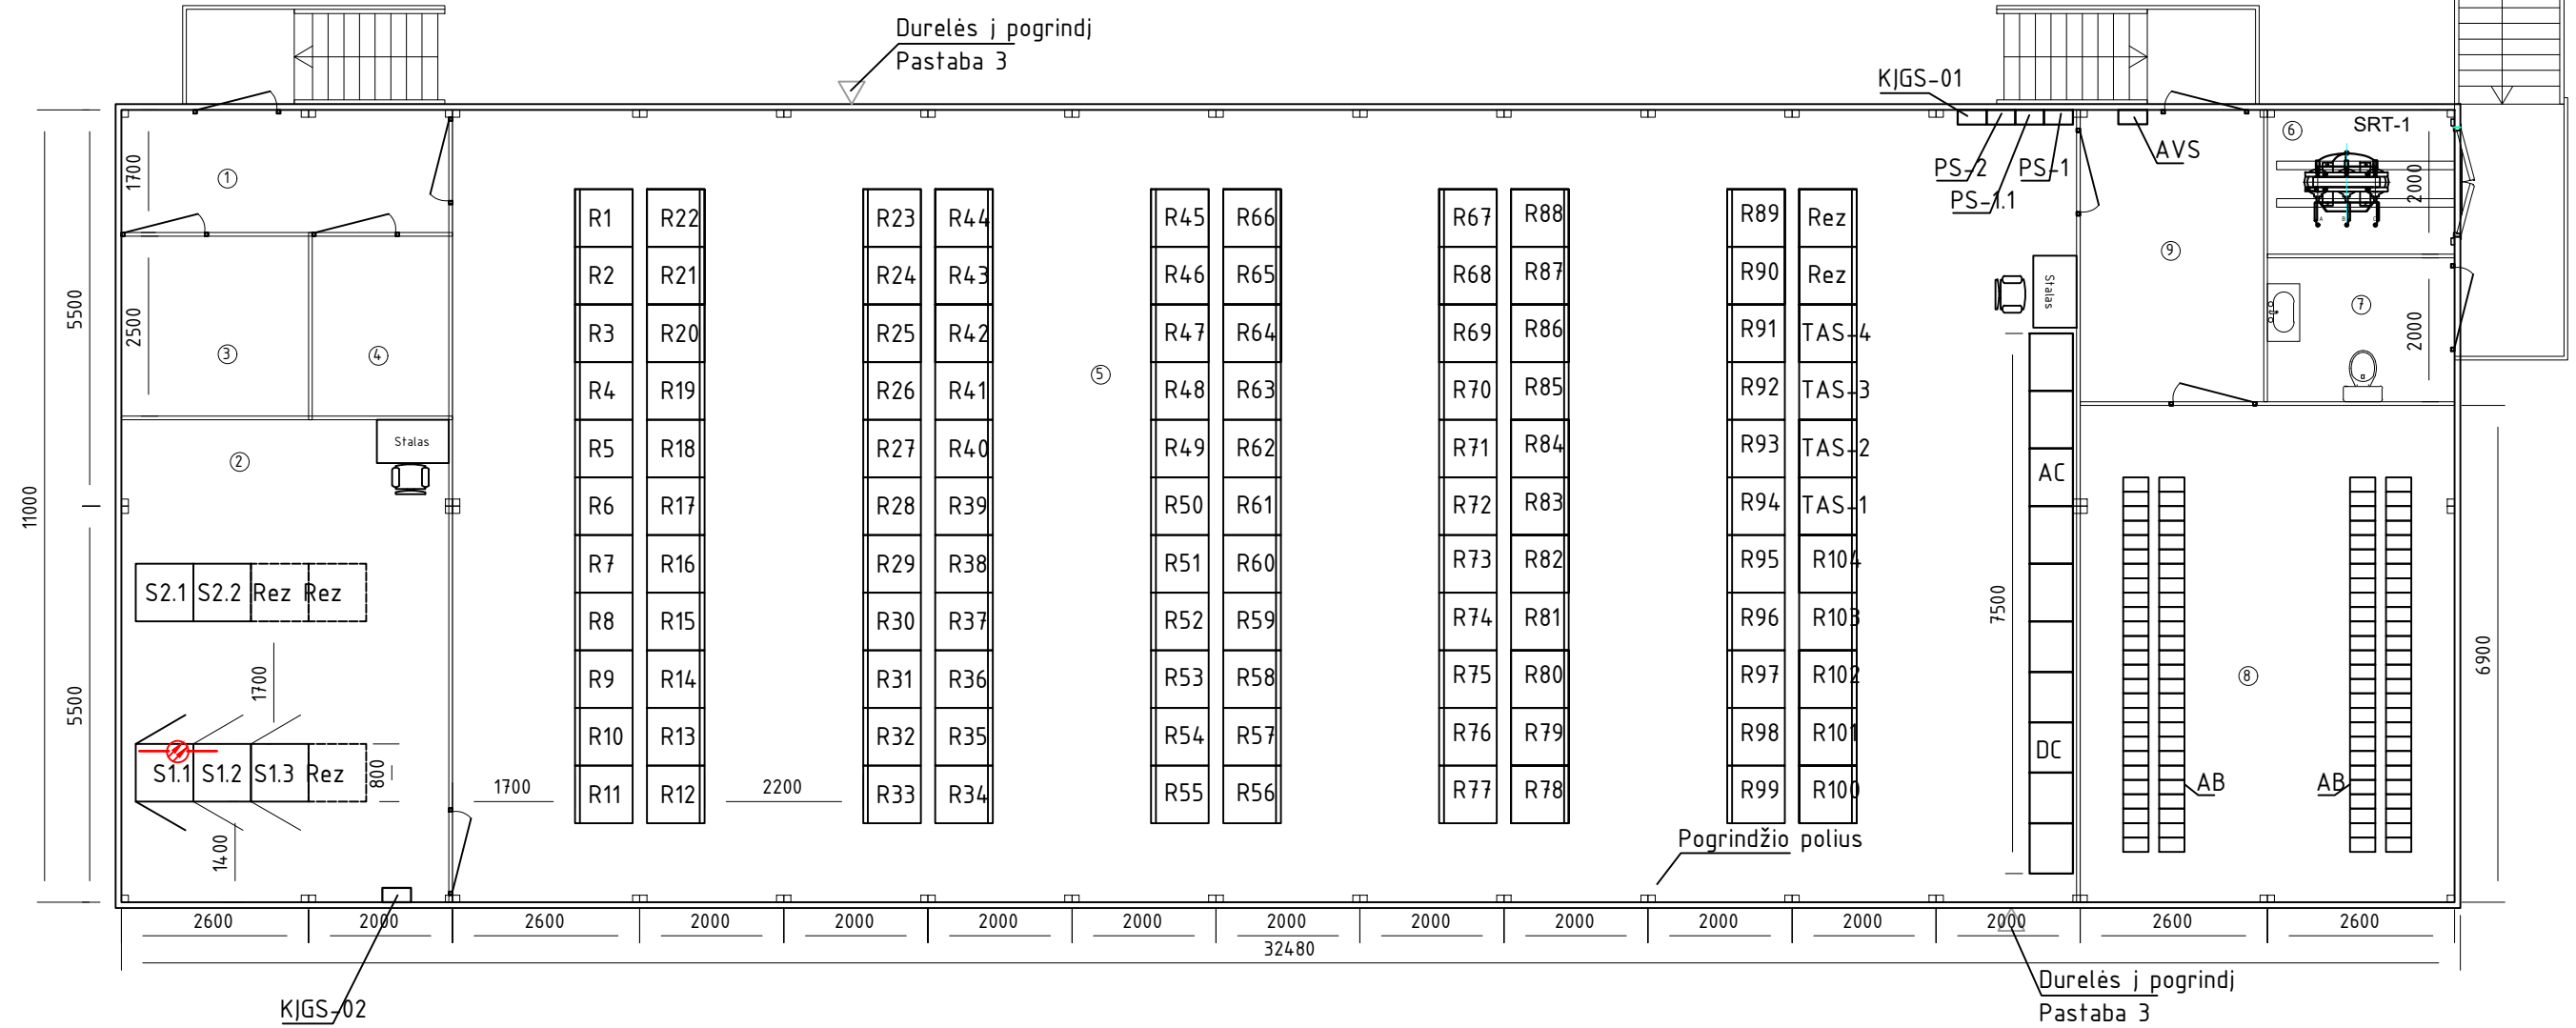 Durelės į pogrindį
Pastaba 3
KJGS-01
PS-2
PS-1.1
PS-1
AVS
6
SRT-1
A B C
1700
1
2000
9
2500
3
4
5500
5
Stalas
7
2000
R1 R22 R23 R44 R45 R66 R67 R88 R89 Rez
R2 R21 R24 R43 R46 R65 R68 R87 R90 Rez
R3 R20 R25 R42 R47 R64 R69 R86 R91 TAS-4
R4 R19 R26 R41 R48 R63 R70 R85 R92 TAS-3
R5 R18 R27 R40 R49 R62 R71 R84 R93 TAS-2
R6 R17 R28 R39 R50 R61 R72 R83 R94 TAS-1
R7 R16 R29 R38 R51 R60 R73 R82 R95 R104
R8 R15 R30 R37 R52 R59 R74 R81 R96 R103
R9 R14 R31 R36 R53 R58 R75 R80 R97 R102
R10 R13 R32 R35 R54 R57 R76 R79 R98 R101
R11 R12 R33 R34 R55 R56 R77 R78 R99 R100
Stalas
2
11000
AC
S2.1 S2.2 Rez Rez
7500
6900
8
1700
5500
DC
S1.1 S1.2 S1.3 Rez
800
AB
AB
1700
2200
1400
Pogrindžio polius
2600 2000 2600 2000 2000 2000 2000 2000 2000 2000 2000 2000 2000 2600 2600
32480
KJGS-02
Durelės į pogrindį
Pastaba 3